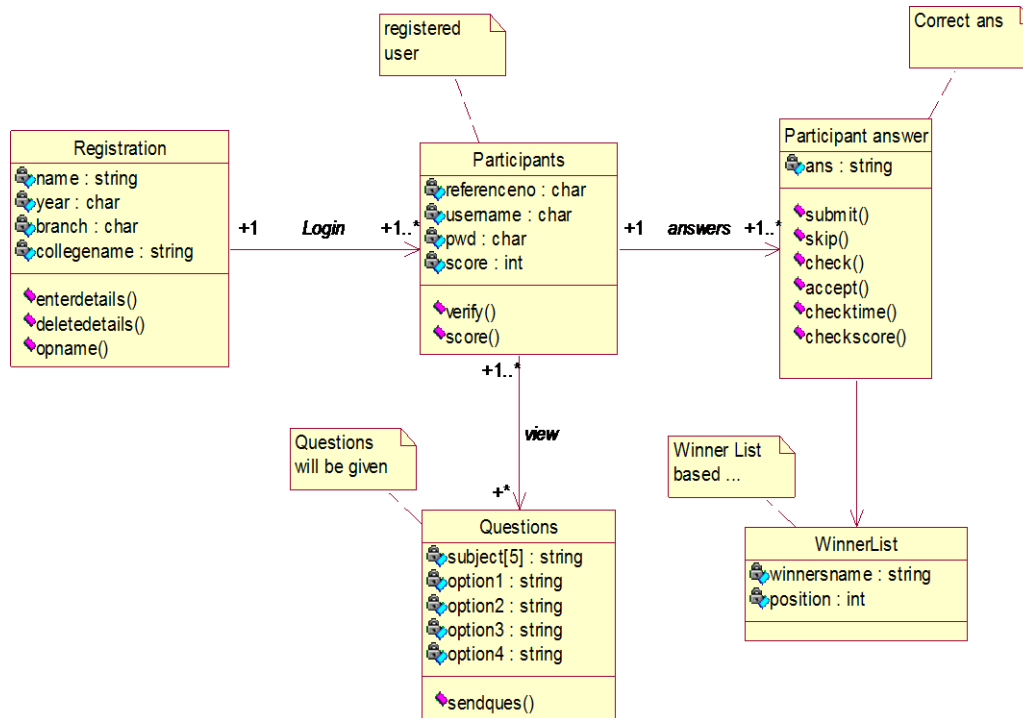 registered
user
Correct ans
Registration
name : string
year : char
branch : char
collegename : string
enterdetails()
deletedetails()
opname()
+1 Login +1..*
Participants
referenceno : char
username : char
pwd : char
score : int
verify()
score()
+1 answers +1..*
Participant answer
ans : string
submit()
skip()
check()
accept()
checktime()
checkscore()
+1..*
view
+*
Questions
will be given
Winner List
based ...
Questions
subject[5] : string
option1 : string
option2 : string
option3 : string
option4 : string
sendques()
WinnerList
winnersname : string
position : int